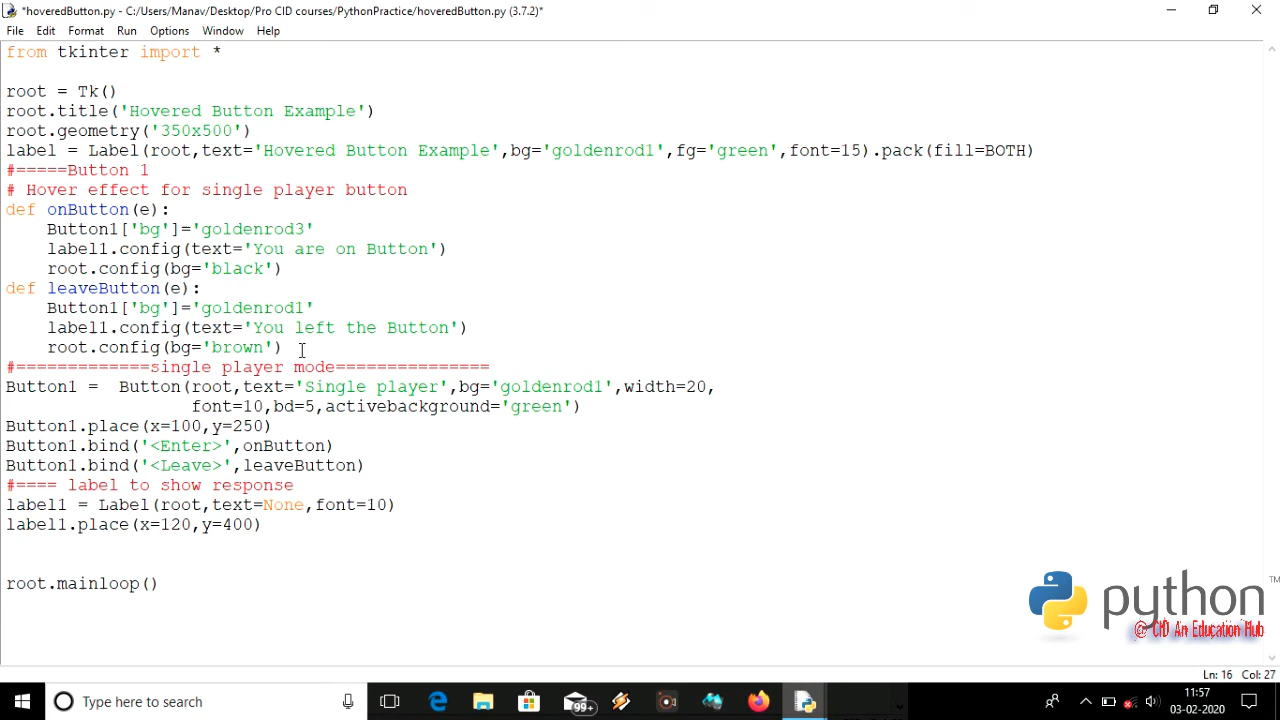 *hoveredButton.py - C:/Users/Manav/Desktop/Pro CID courses/PythonPractice/hoveredButton.py (3.7.2)*
File Edit Format Run Options Window Help
from tkinter import *
root = Tk()
root.title('Hovered Button Example')
root.geometry('350x500')
label = Label(root,text='Hovered Button Example',bg='goldenrod1',fg='green',font=15).pack(fill=BOTH)
#=====Button 1
# Hover effect for single player button
def onButton(e):
    Button1['bg']='goldenrod3'
    label1.config(text='You are on Button')
    root.config(bg='black')
def leaveButton(e):
    Button1['bg']='goldenrod1'
    label1.config(text='You left the Button')
    root.config(bg='brown')
#=============single player mode===============
Button1 =  Button(root,text='Single player',bg='goldenrod1',width=20,
                  font=10,bd=5,activebackground='green')
Button1.place(x=100,y=250)
Button1.bind('<Enter>',onButton)
Button1.bind('<Leave>',leaveButton)
#==== label to show response
label1 = Label(root,text=None,font=10)
label1.place(x=120,y=400)
root.mainloop()
python TM
@ CID An Education Hub
Ln: 16 Col: 27
Type here to search
99+
11:57
03-02-2020